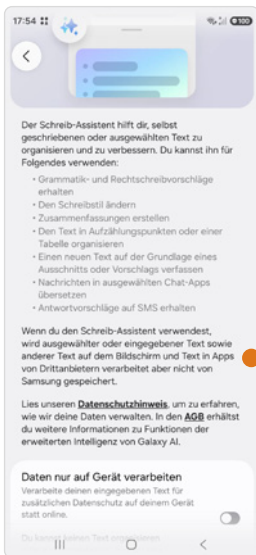 17:54
100
Der Schreib-Assistent hilft dir, selbst
geschriebenen oder ausgewählten Text zu
organisieren und zu verbessern. Du kannst ihn für
Folgendes verwenden:
• Grammatik- und Rechtschreibvorschläge
erhalten
• Den Schreibstil ändern
• Zusammenfassungen erstellen
• Den Text in Aufzählungspunkten oder einer
Tabelle organisieren
• Einen neuen Text auf der Grundlage eines
Ausschnitts oder Vorschlags verfassen
• Nachrichten in ausgewählten Chat-Apps
übersetzen
• Antwortvorschläge auf SMS erhalten
Wenn du den Schreib-Assistent verwendest,
wird ausgewählter oder eingegebener Text sowie
anderer Text auf dem Bildschirm und Text in Apps
von Drittanbietern verarbeitet aber nicht von
Samsung gespeichert.
Lies unseren Datenschutzhinweis, um zu erfahren,
wie wir deine Daten verwalten. In den AGB erhältst
du weitere Informationen zu Funktionen der
erweiterten Intelligenz von Galaxy AI.
Daten nur auf Gerät verarbeiten
Verarbeite deinen eingegebenen Text für
zusätzlichen Datenschutz auf deinem Gerät
statt online.
Du kannst keinen Text